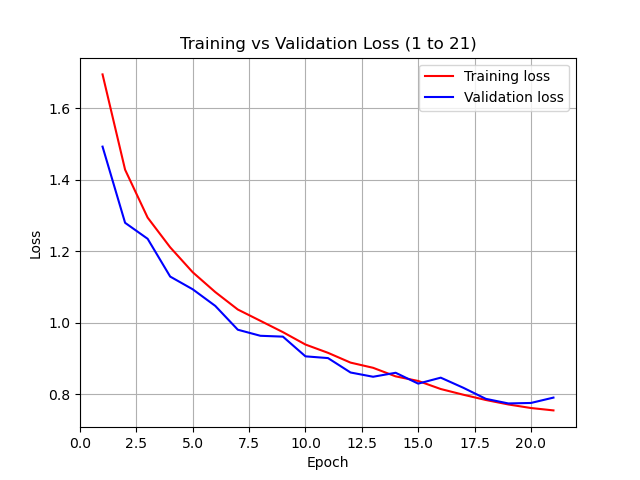 Training vs Validation Loss (1 to 21)
Training loss
Validation loss
Loss
1.6
1.4
1.2
1.0
0.8
0.0 2.5 5.0 7.5 10.0 12.5 15.0 17.5 20.0
Epoch